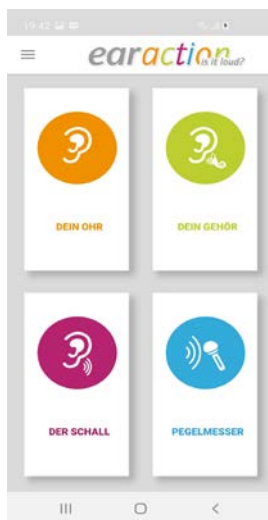 19:42
earaction
is it loud?
DEIN OHR
DEIN GEHÖR
DER SCHALL
PEGELMESSER